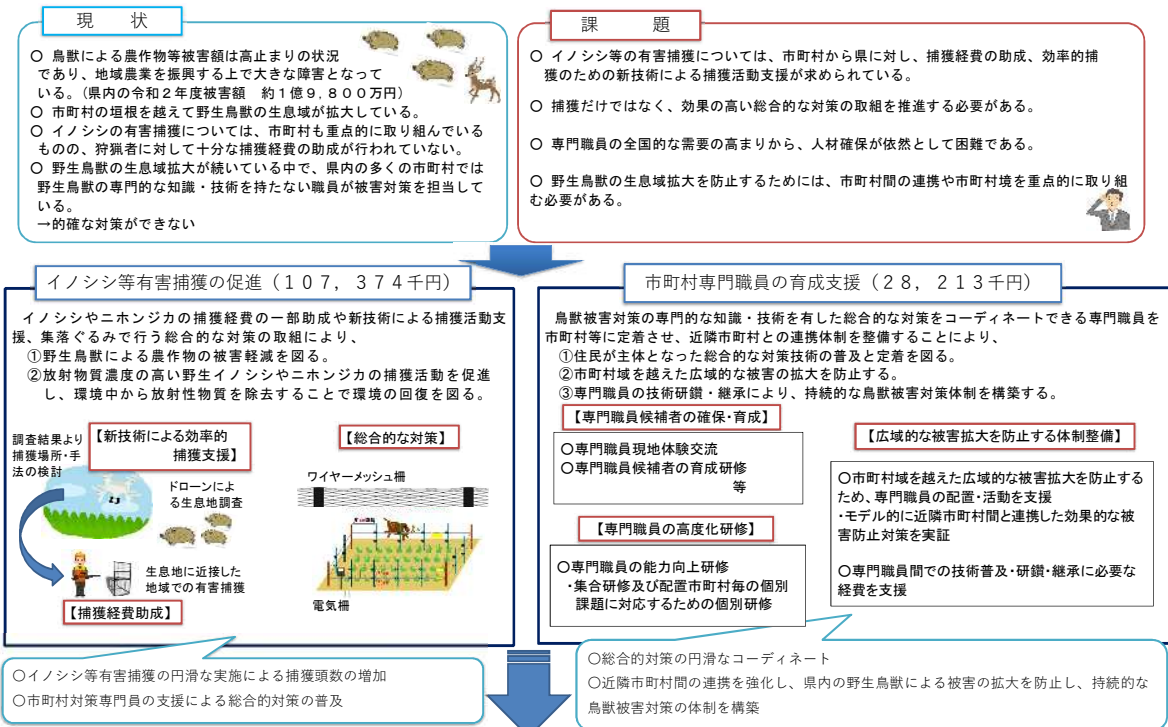 現　状
○ 鳥獣による農作物等被害額は高止まりの状況
であり、地域農業を振興する上で大きな障害となって
いる。（県内の令和２年度被害額　約１億９，８００万円）
○ 市町村の垣根を越えて野生鳥獣の生息域が拡大している。
○ イノシシの有害捕獲については、市町村も重点的に取り組んでいる
ものの、狩猟者に対して十分な捕獲経費の助成が行われていない。
○ 野生鳥獣の生息域拡大が続いている中で、県内の多くの市町村では
野生鳥獣の専門的な知識・技術を持たない職員が被害対策を担当して
いる。
→的確な対策ができない
課　題
○ イノシシ等の有害捕獲については、市町村から県に対し、捕獲経費の助成、効率的捕
獲のための新技術による捕獲活動支援が求められている。
○ 捕獲だけではなく、効果の高い総合的な対策の取組を推進する必要がある。
○ 専門職員の全国的な需要の高まりから、人材確保が依然として困難である。
○ 野生鳥獣の生息域拡大を防止するためには、市町村間の連携や市町村境を重点的に取り組
む必要がある。
イノシシ等有害捕獲の促進（１０７，３７４千円）
イノシシやニホンジカの捕獲経費の一部助成や新技術による捕獲活動支
援、集落ぐるみで行う総合的な対策の取組により、
①野生鳥獣による農作物の被害軽減を図る。
②放射物質濃度の高い野生イノシシやニホンジカの捕獲活動を促進
し、環境中から放射性物質を除去することで環境の回復を図る。
調査結果より
捕獲場所・手
法の検討
【新技術による効率的
捕獲支援】
ドローンによ
る生息地調査
生息地に近接した
地域での有害捕獲
【捕獲経費助成】
【総合的な対策】
ワイヤーメッシュ柵
電気柵
市町村専門職員の育成支援（２８，２１３千円）
鳥獣被害対策の専門的な知識・技術を有した総合的な対策をコーディネートできる専門職員を
市町村等に定着させ、近隣市町村との連携体制を整備することにより、
①住民が主体となった総合的な対策技術の普及と定着を図る。
②市町村域を越えた広域的な被害の拡大を防止する。
③専門職員の技術研鑽・継承により、持続的な鳥獣被害対策体制を構築する。
【専門職員候補者の確保・育成】
○専門職員現地体験交流
○専門職員候補者の育成研修
等
【専門職員の高度化研修】
○専門職員の能力向上研修
・集合研修及び配置市町村毎の個別
課題に対応するための個別研修
【広域的な被害拡大を防止する体制整備】
○市町村域を越えた広域的な被害拡大を防止する
ため、専門職員の配置・活動を支援
・モデル的に近隣市町村間と連携した効果的な被
害防止対策を実証
○専門職員間での技術普及・研鑽・継承に必要な
経費を支援
○イノシシ等有害捕獲の円滑な実施による捕獲頭数の増加
○市町村対策専門員の支援による総合的対策の普及
○総合的対策の円滑なコーディネート
○近隣市町村間の連携を強化し、県内の野生鳥獣による被害の拡大を防止し、持続的な
鳥獣被害対策の体制を構築